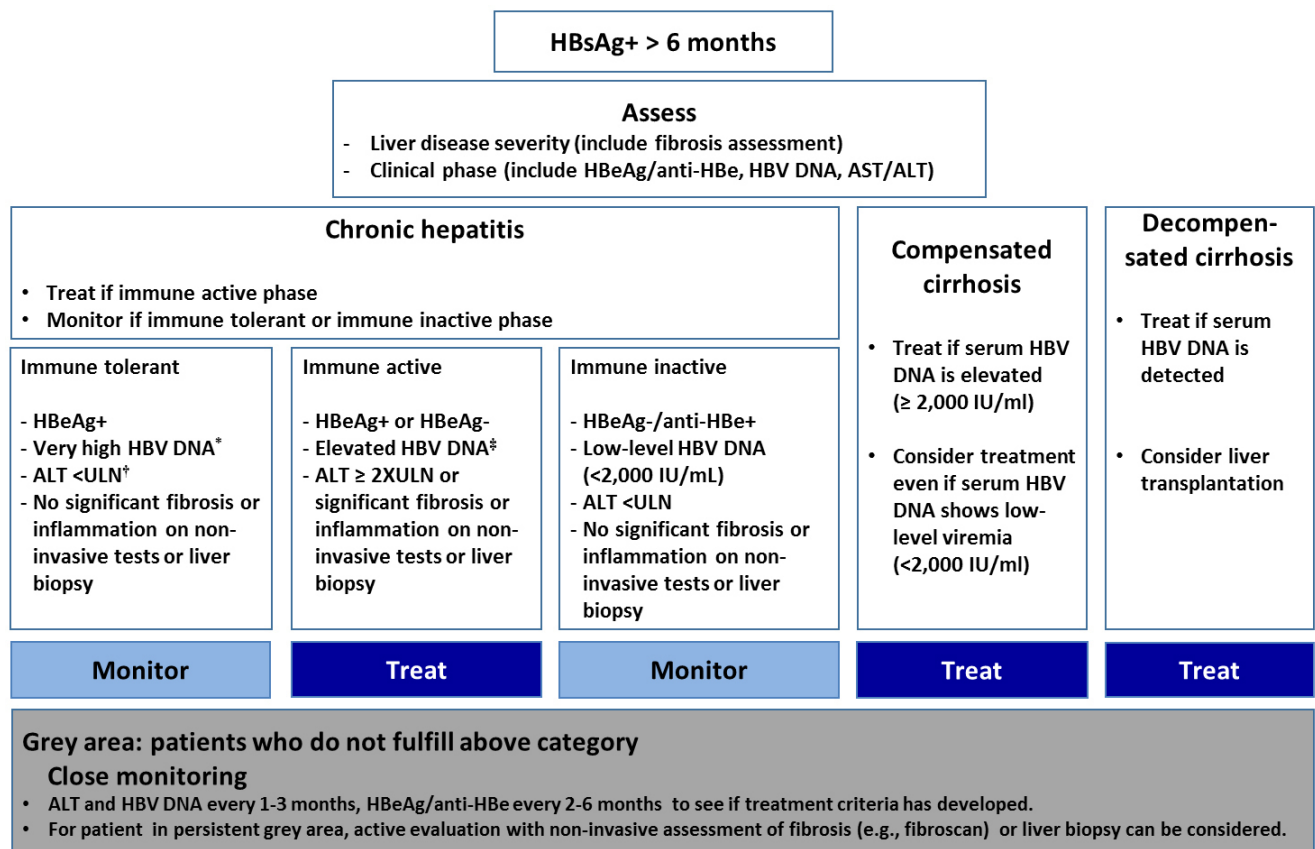 HBsAg+ > 6 months
Assess
- Liver disease severity (include fibrosis assessment)
- Clinical phase (include HBeAg/anti-HBe, HBV DNA, AST/ALT)
Chronic hepatitis
• Treat if immune active phase
• Monitor if immune tolerant or immune inactive phase
Immune tolerant
- HBeAg+
- Very high HBV DNA*
- ALT <ULN†
- No significant fibrosis or
inflammation on non-
invasive tests or liver
biopsy
Monitor
Immune active
- HBeAg+ or HBeAg-
- Elevated HBV DNA‡
- ALT ≥ 2XULN or
significant fibrosis or
inflammation on non-
invasive tests or liver
biopsy
Treat
Immune inactive
- HBeAg-/anti-HBe+
- Low-level HBV DNA
(<2,000 IU/mL)
- ALT <ULN
- No significant fibrosis or
inflammation on non-
invasive tests or liver
biopsy
Monitor
Compensated
cirrhosis
• Treat if serum HBV
DNA is elevated
(≥ 2,000 IU/ml)
• Consider treatment
even if serum HBV
DNA shows low-
level viremia
(<2,000 IU/ml)
Treat
Decompen-
sated cirrhosis
• Treat if serum
HBV DNA is
detected
• Consider liver
transplantation
Treat
Grey area: patients who do not fulfill above category
Close monitoring
• ALT and HBV DNA every 1-3 months, HBeAg/anti-HBe every 2-6 months to see if treatment criteria has developed.
• For patient in persistent grey area, active evaluation with non-invasive assessment of fibrosis (e.g., fibroscan) or liver biopsy can be considered.